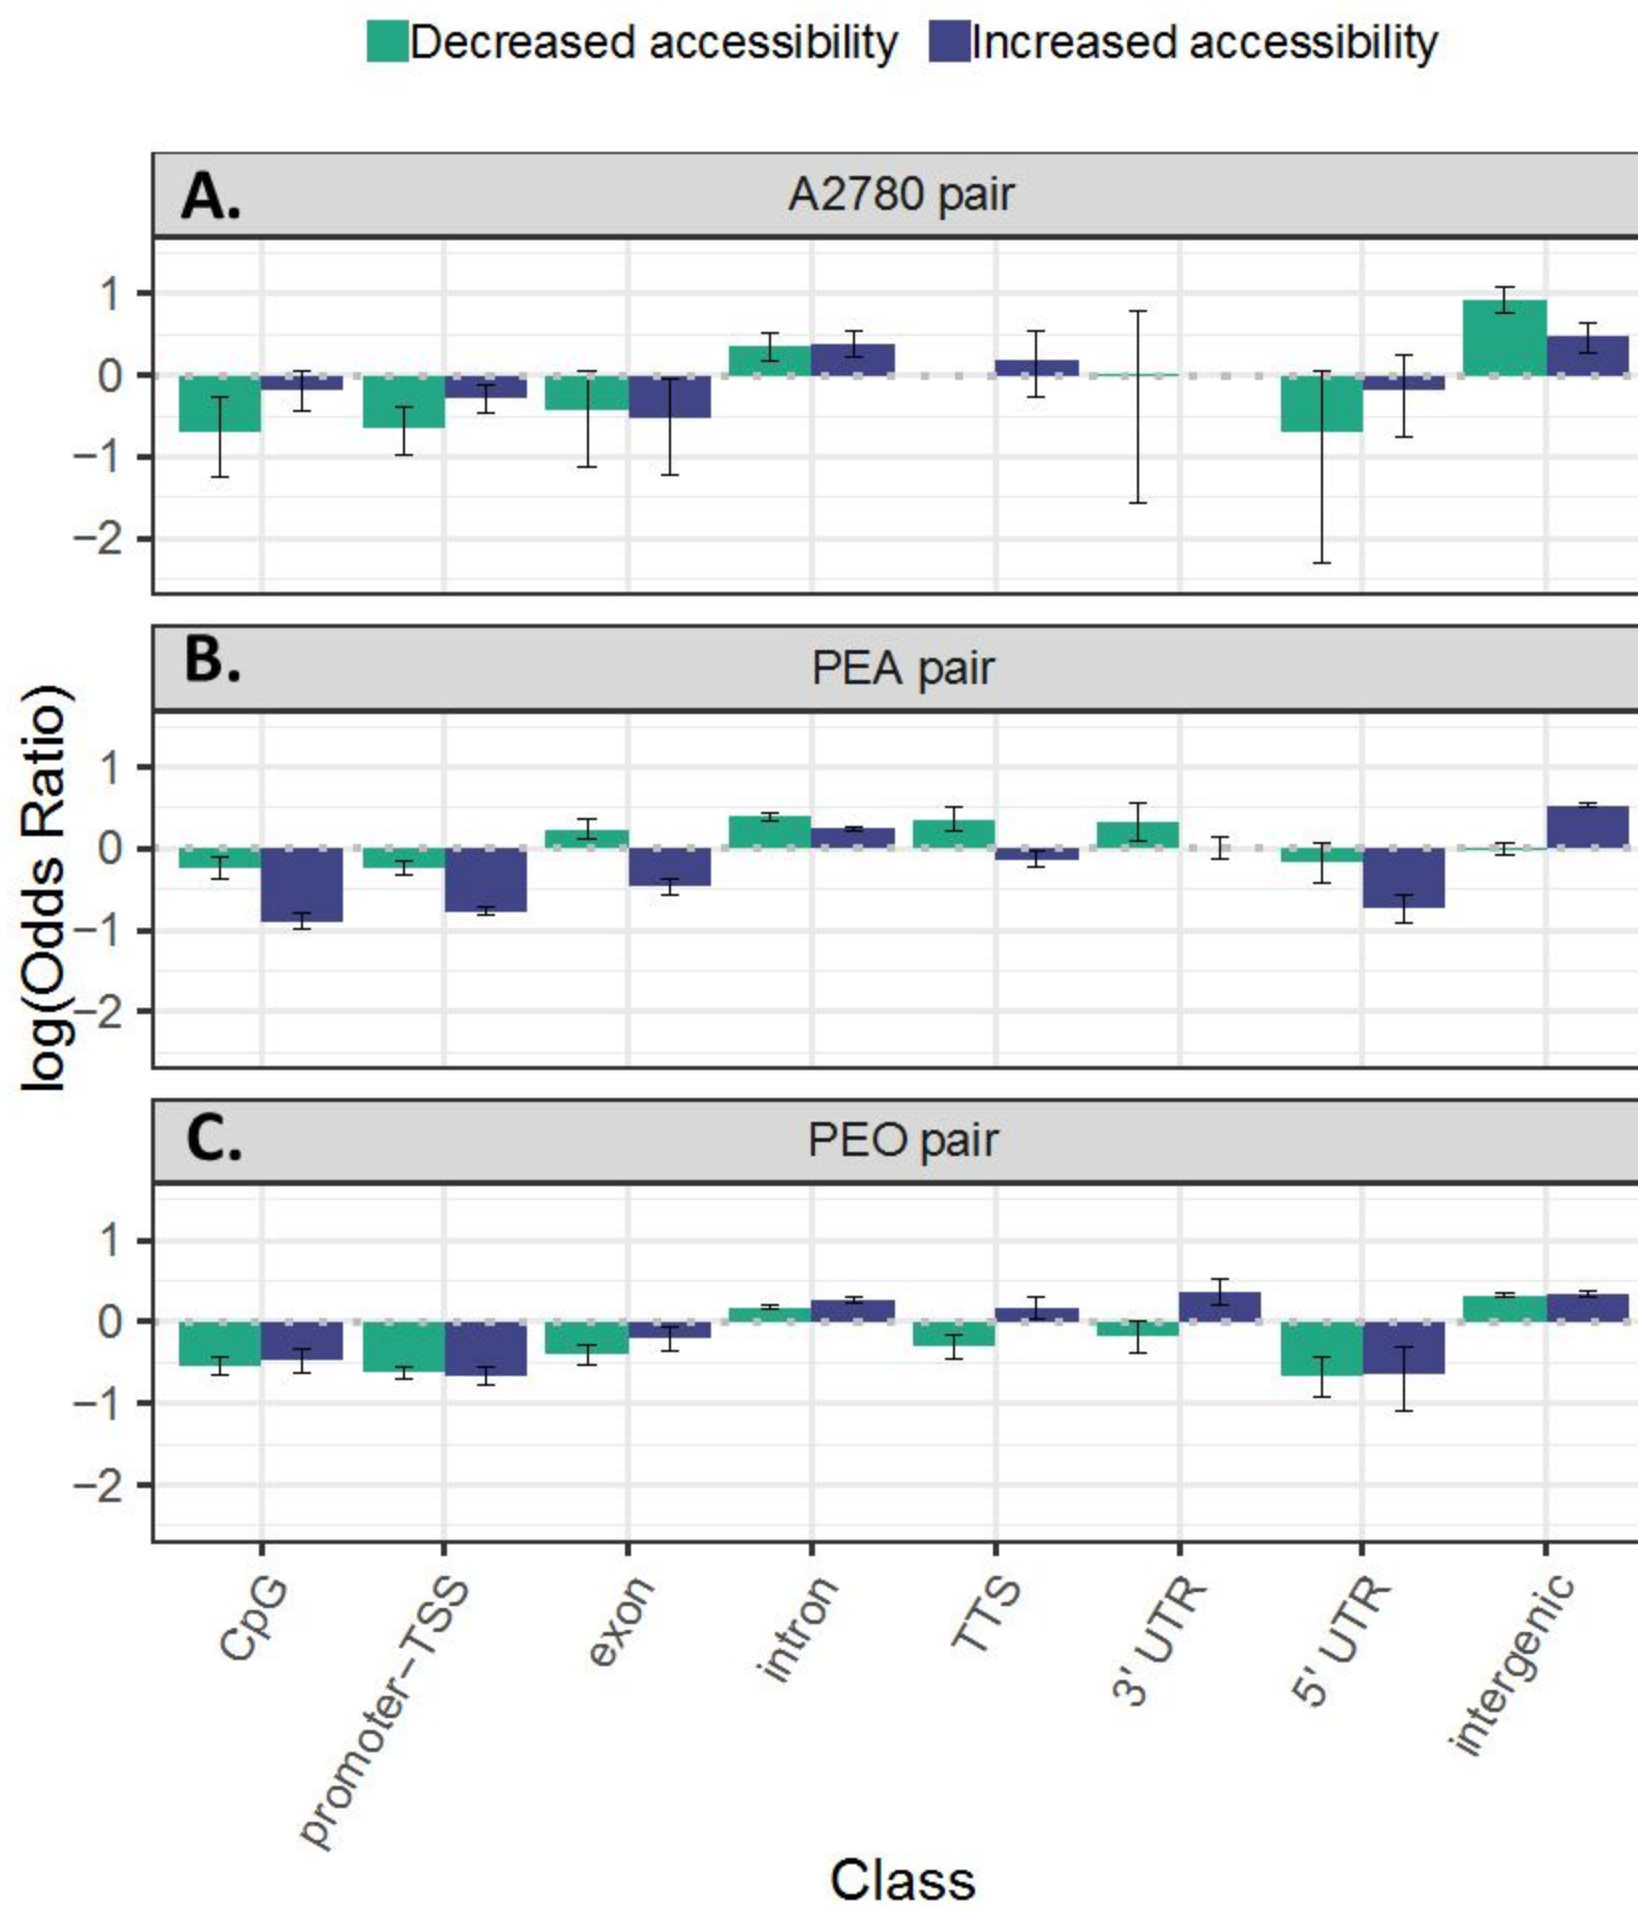 Decreased accessibility Increased accessibility
A. A2780 pair
1
0
−1
−2
B. PEA pair
1
0
−1
−2
C. PEO pair
1
0
−1
−2
log(Odds Ratio)
CpG promoter−TSS exon intron TTS 3' UTR 5' UTR intergenic
Class